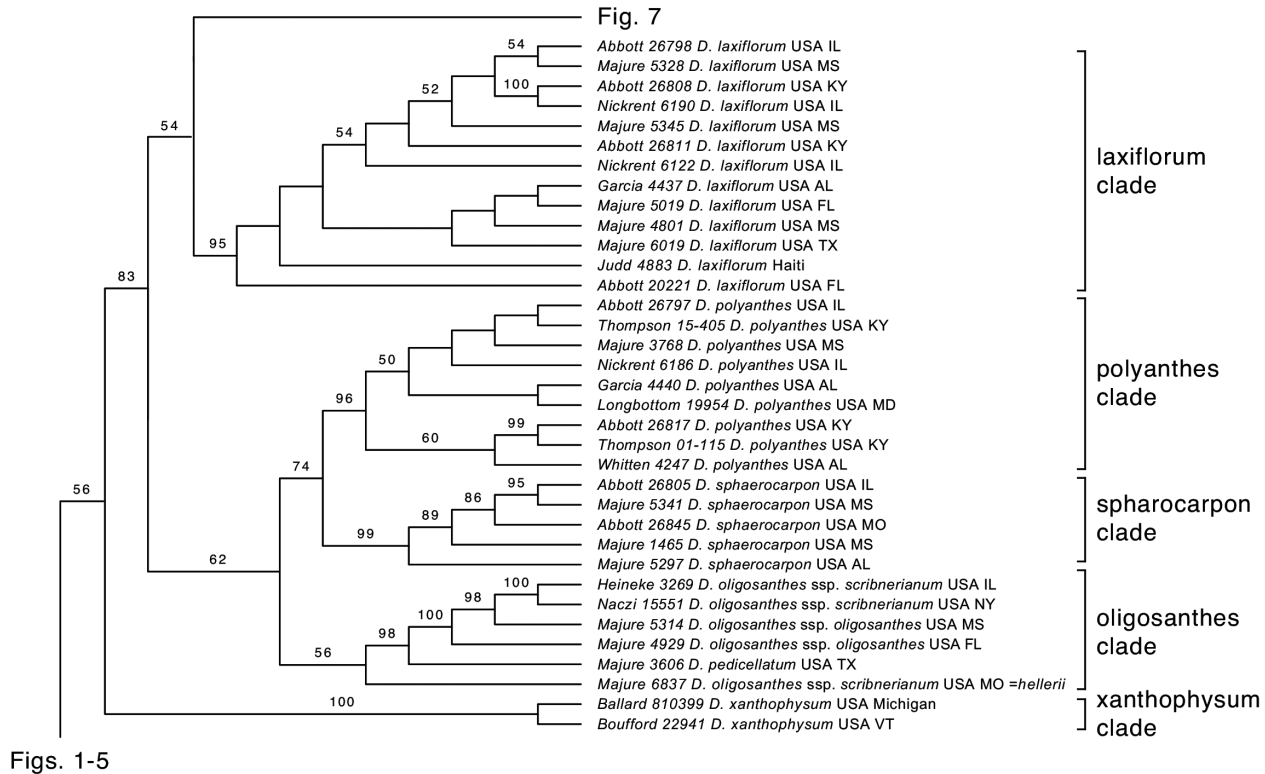 Fig. 7
54
Abbott 26798 D. laxiflorum USA IL
Majure 5328 D. laxiflorum USA MS
100
Abbott 26808 D. laxiflorum USA KY
52
Nickrent 6190 D. laxiflorum USA IL
54
Majure 5345 D. laxiflorum USA MS
54
Abbott 26811 D. laxiflorum USA KY
Nickrent 6122 D. laxiflorum USA IL
laxiflorum
clade
Garcia 4437 D. laxiflorum USA AL
Majure 5019 D. laxiflorum USA FL
Majure 4801 D. laxiflorum USA MS
95
Majure 6019 D. laxiflorum USA TX
Judd 4883 D. laxiflorum Haiti
83
Abbott 20221 D. laxiflorum USA FL
Abbott 26797 D. polyanthes USA IL
Thompson 15-405 D. polyanthes USA KY
Majure 3768 D. polyanthes USA MS
50
Nickrent 6186 D. polyanthes USA IL
polyanthes
clade
Garcia 4440 D. polyanthes USA AL
96
Longbottom 19954 D. polyanthes USA MD
99
Abbott 26817 D. polyanthes USA KY
60
Thompson 01-115 D. polyanthes USA KY
74
Whitten 4247 D. polyanthes USA AL
56
95
Abbott 26805 D. sphaerocarpon USA IL
86
Majure 5341 D. sphaerocarpon USA MS
89
Abbott 26845 D. sphaerocarpon USA MO
spharocarpon
clade
99
Majure 1465 D. sphaerocarpon USA MS
62
Majure 5297 D. sphaerocarpon USA AL
100
Heineke 3269 D. oligosanthes ssp. scribnerianum USA IL
98
Naczi 15551 D. oligosanthes ssp. scribnerianum USA NY
100
Majure 5314 D. oligosanthes ssp. oligosanthes USA MS
oligosanthes
clade
98
Majure 4929 D. oligosanthes ssp. oligosanthes USA FL
56
Majure 3606 D. pedicellatum USA TX
Majure 6837 D. oligosanthes ssp. scribnerianum USA MO =hellerii
100
Ballard 810399 D. xanthophysum USA Michigan
Boufford 22941 D. xanthophysum USA VT
xanthophysum
clade
Figs. 1-5